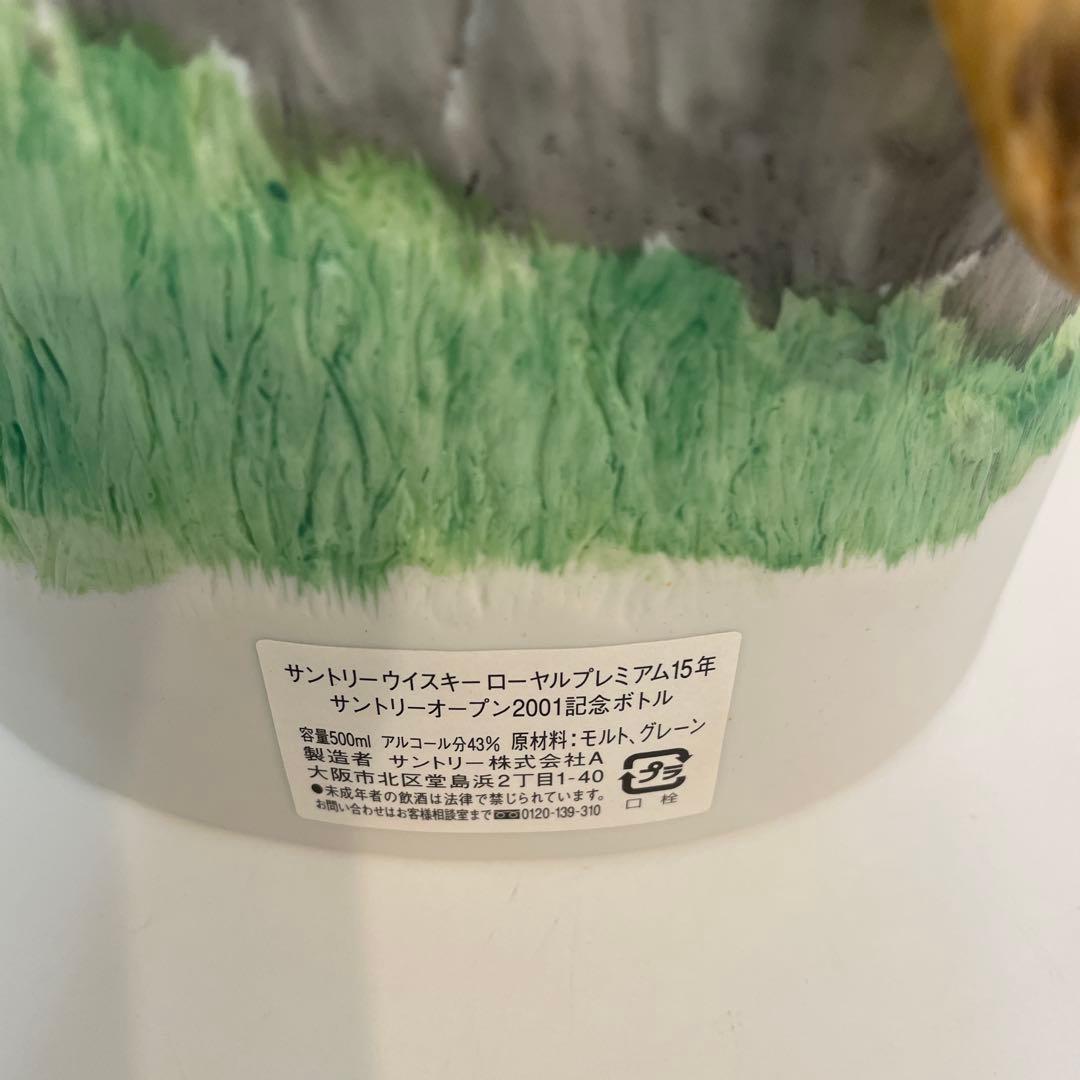 サントリーウイスキー ローヤルプレミアム15年
サントリーオープン2001記念ボトル
容量500ml アルコール分43% 原材料：モルト、グレーン
製造者 サントリー株式会社A
大阪市北区堂島浜2丁目1-40
●未成年者の飲酒は法律で禁じられています。
お問い合わせはお客様相談室まで 0120-139-310
プラ
口 栓